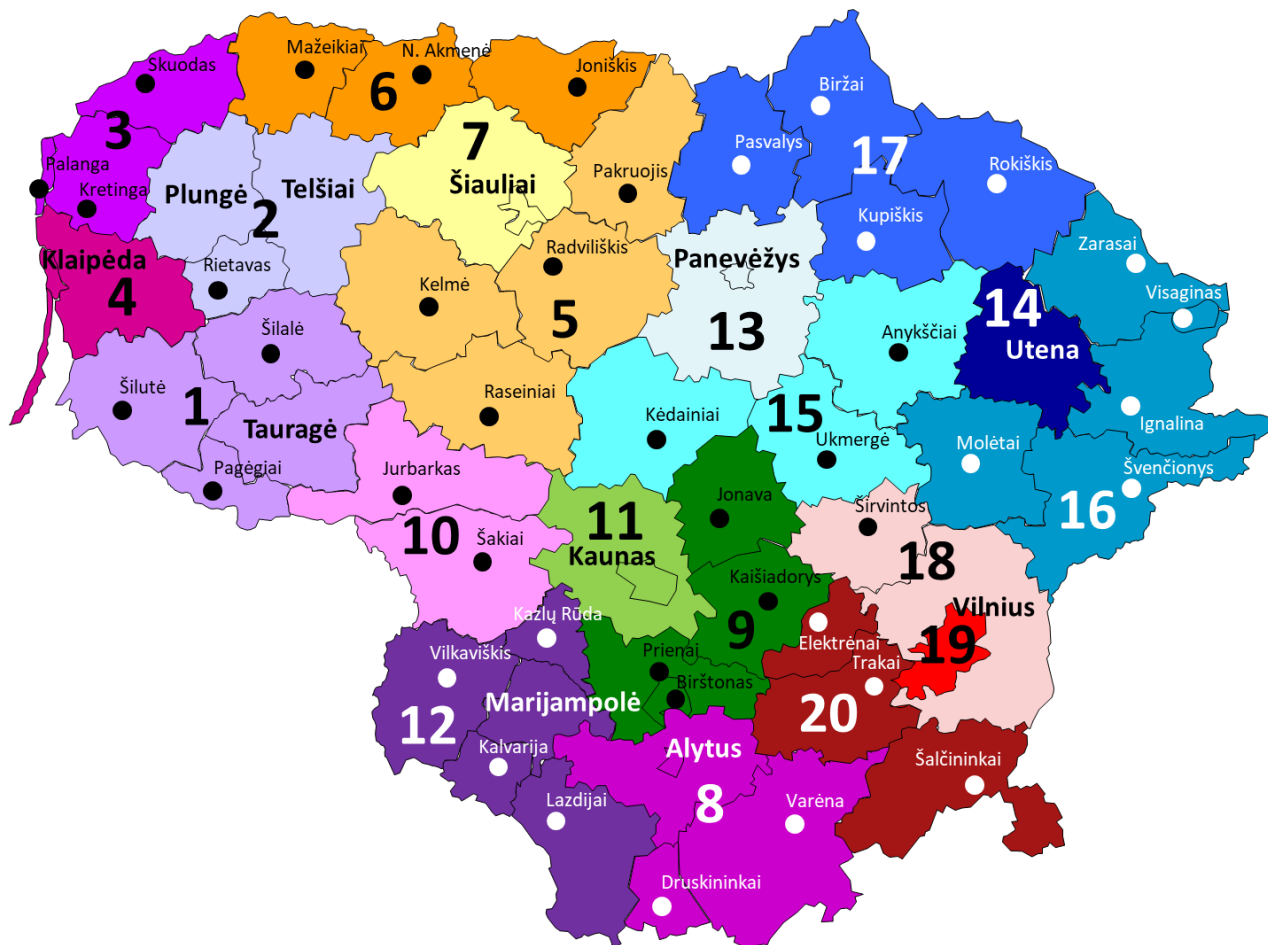 Mažeikiai
N. Akmenė
Skuodas
Joniškis
6
Biržai
3
7
17
Pasvalys
Rokiškis
Palanga
Kretinga
Plungė
Telšiai
Šiauliai
Pakruojis
2
Kupiškis
Klaipėda
4
Rietavas
Radviliškis
Panevėžys
Zarasai
Kelmė
5
13
14
Visaginas
Šilalė
Anykščiai
Utena
Šilutė
1
Tauragė
Raseiniai
Kėdainiai
15
Ukmergė
Molėtai
Ignalina
Pagėgiai
Jurbarkas
Jonava
Švenčionys
16
10
Šakiai
11
Kaunas
Širvintos
18
Kaišiadorys
9
Vilnius
19
Kazlų Rūda
Elektrėnai
Vilkaviškis
Prienai
Trakai
Birštonas
Marijampolė
12
20
Kalvarija
Alytus
Šalčininkai
8
Lazdijai
Varėna
Druskininkai